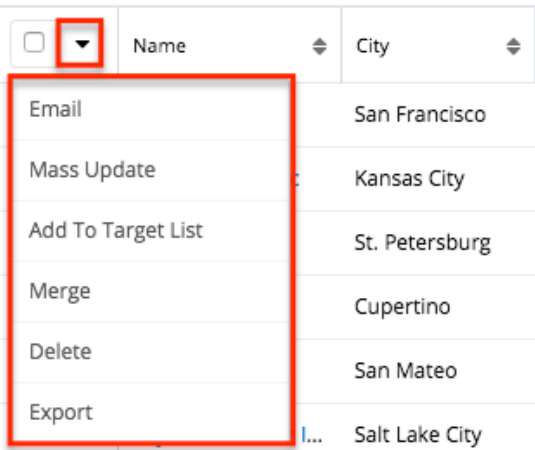 Name City
Email San Francisco
Mass Update Kansas City
Add To Target List St. Petersburg
Merge Cupertino
Delete San Mateo
Export Salt Lake City